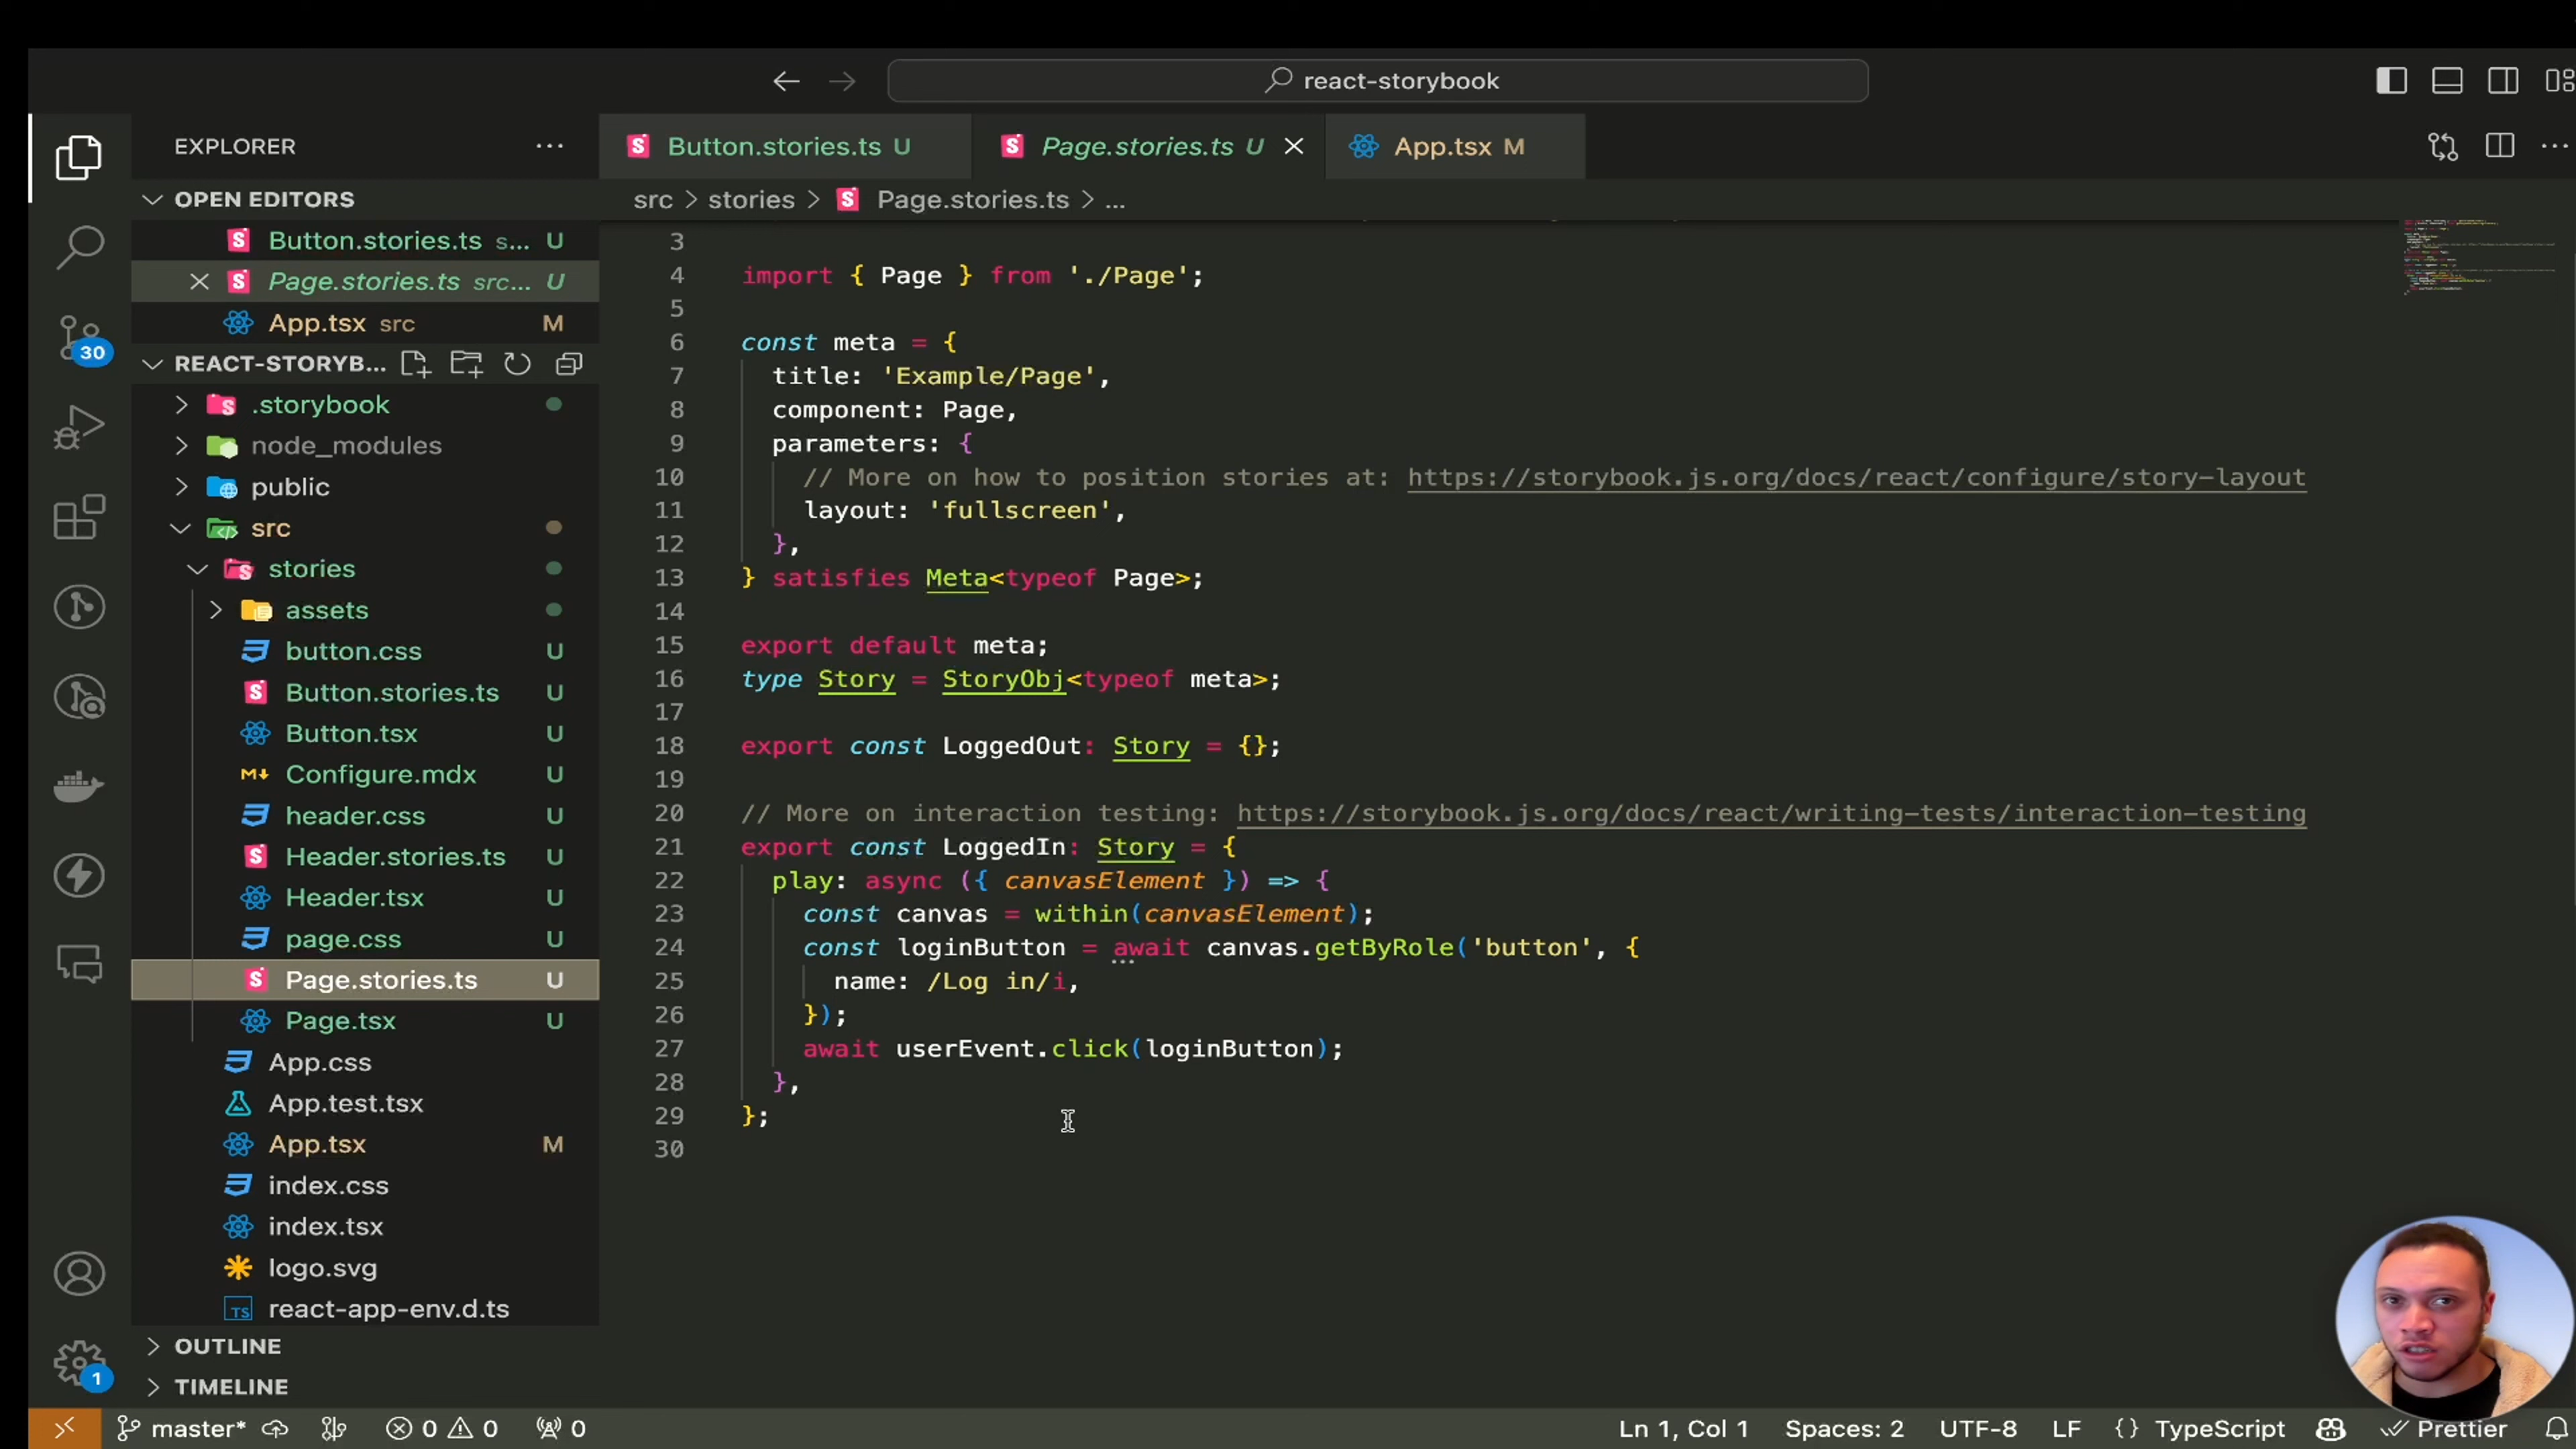 react-storybook
EXPLORER
Button.stories.ts U
Page.stories.ts U
App.tsx M
OPEN EDITORS
src > stories > Page.stories.ts > ...
Button.stories.ts s... U
Page.stories.ts src... U
App.tsx src M
REACT-STORYB...
.storybook
node_modules
public
src
stories
assets
button.css U
Button.stories.ts U
Button.tsx U
Configure.mdx U
header.css U
Header.stories.ts U
Header.tsx U
page.css U
Page.stories.ts U
Page.tsx U
App.css
App.test.tsx
App.tsx M
index.css
index.tsx
logo.svg
TS react-app-env.d.ts
OUTLINE
TIMELINE
30
1
3
4 import { Page } from './Page';
5
6 const meta = {
7 title: 'Example/Page',
8 component: Page,
9 parameters: {
10 // More on how to position stories at: https://storybook.js.org/docs/react/configure/story-layout
11 layout: 'fullscreen',
12 },
13 } satisfies Meta<typeof Page>;
14
15 export default meta;
16 type Story = StoryObj<typeof meta>;
17
18 export const LoggedOut: Story = {};
19
20 // More on interaction testing: https://storybook.js.org/docs/react/writing-tests/interaction-testing
21 export const LoggedIn: Story = {
22 play: async ({ canvasElement }) => {
23 const canvas = within(canvasElement);
24 const loginButton = await canvas.getByRole('button', {
25 name: /Log in/i,
26 });
27 await userEvent.click(loginButton);
28 },
29 };
30
master* 0 0 0 Ln 1, Col 1 Spaces: 2 UTF-8 LF {} TypeScript Prettier